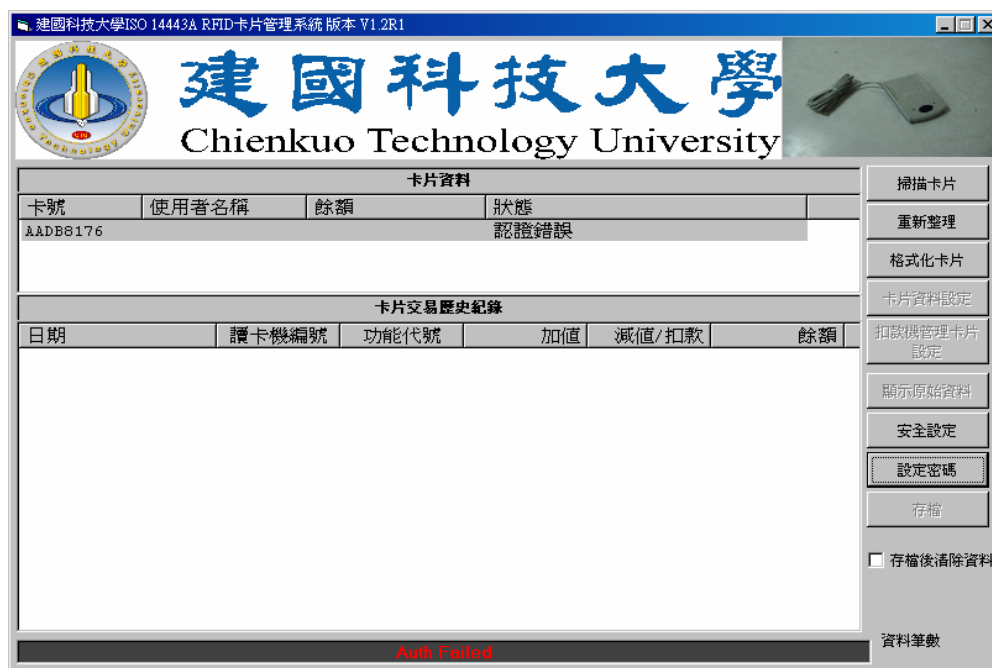 建國科技大學ISO 14443A RFID卡片管理系統 版本 V1.2R1
建國科技大學
Chienkuo Technology University
卡片資料
卡號 使用者名稱 餘額 狀態
AADB8176 認證錯誤
卡片交易歷史紀錄
日期 讀卡機編號 功能代號 加值 減值/扣款 餘額
Auth Failed
掃描卡片
重新整理
格式化卡片
卡片資料設定
扣款機管理卡片
設定
顯示原始資料
安全設定
設定密碼
存檔
存檔後清除資料
資料筆數